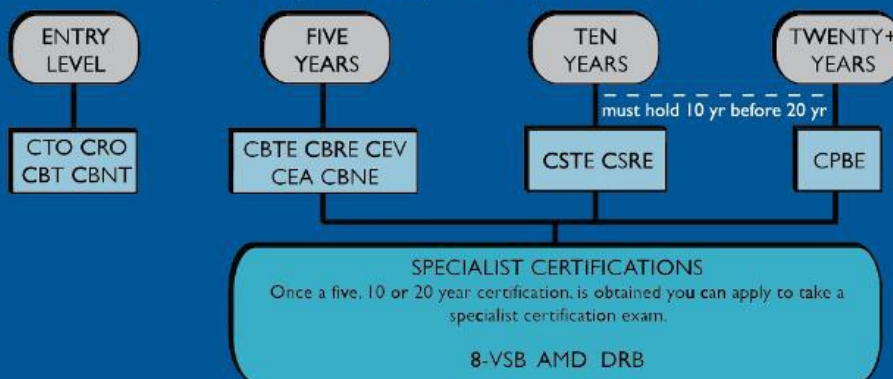 ENTRY
LEVEL
FIVE
YEARS
TEN
YEARS
TWENTY+
YEARS
must hold 10 yr before 20 yr
CTO CRO
CBT CBNT
CBTE CBRE CEV
CEA CBNE
CSTE CSRE
CPBE
SPECIALIST CERTIFICATIONS
Once a five, 10 or 20 year certification, is obtained you can apply to take a
specialist certification exam.
8-VSB AMD DRB